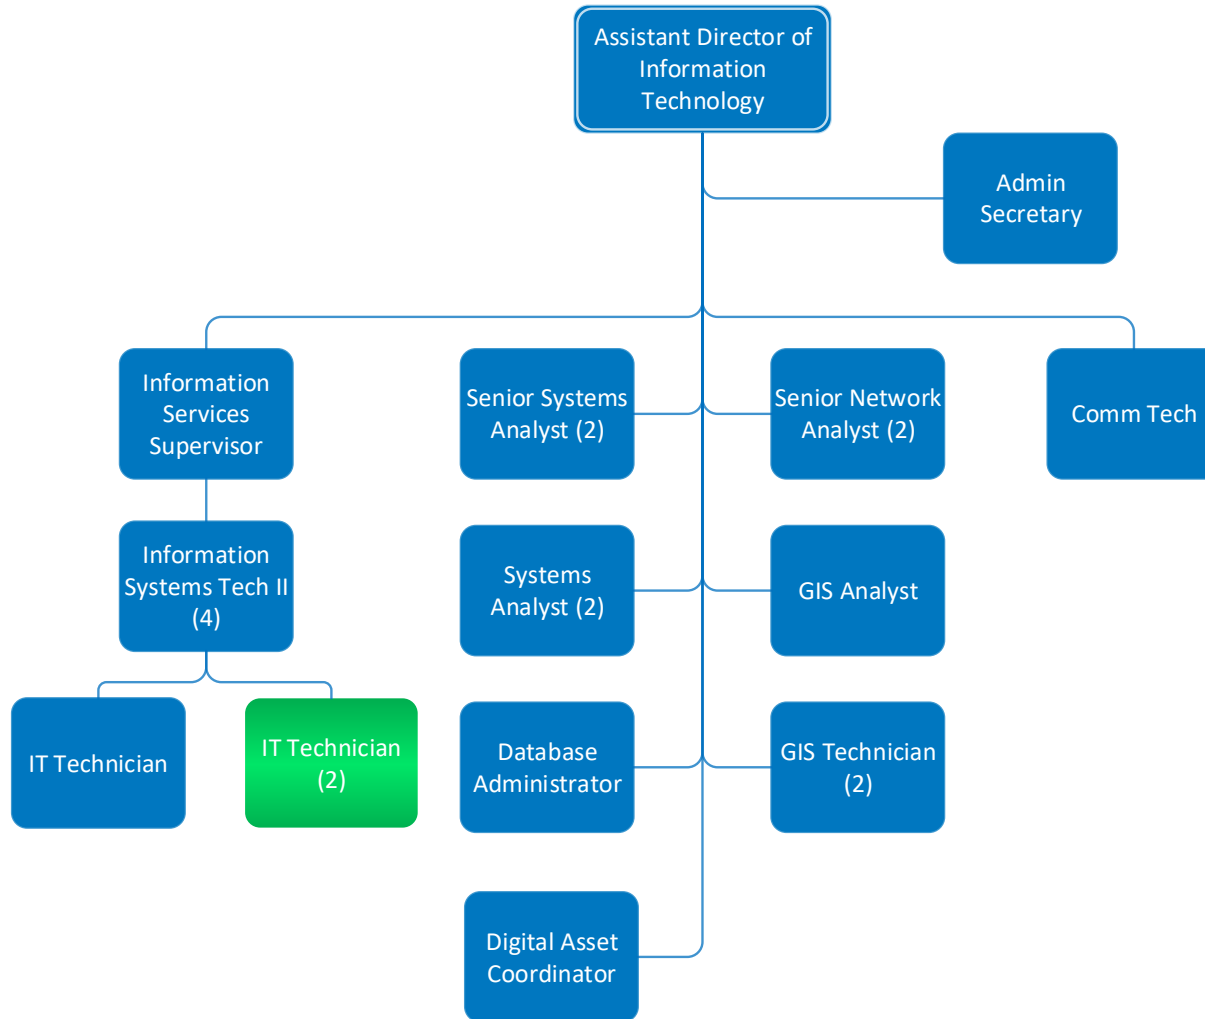 Assistant Director of
Information
Technology
Admin
Secretary
Information
Services
Supervisor
Senior Systems
Analyst (2)
Senior Network
Analyst (2)
Comm Tech
Information
Systems Tech II
(4)
Systems
Analyst (2)
GIS Analyst
IT Technician
IT Technician
(2)
Database
Administrator
GIS Technician
(2)
Digital Asset
Coordinator